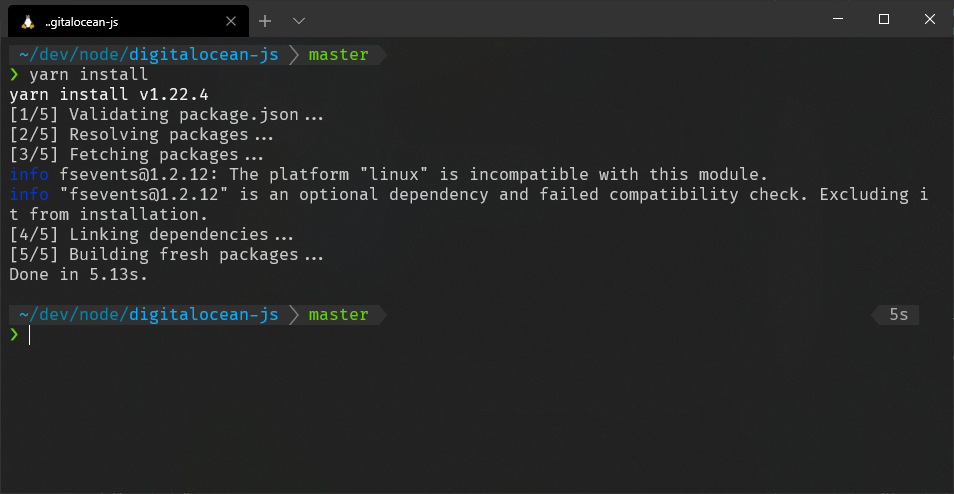 ..gitalocean-js
~/dev/node/digitalocean-js master
❯ yarn install
yarn install v1.22.4
[1/5] Validating package.json...
[2/5] Resolving packages...
[3/5] Fetching packages...
info fsevents@1.2.12: The platform "linux" is incompatible with this module.
info "fsevents@1.2.12" is an optional dependency and failed compatibility check. Excluding i
t from installation.
[4/5] Linking dependencies...
[5/5] Building fresh packages...
Done in 5.13s.
~/dev/node/digitalocean-js master 5s
❯